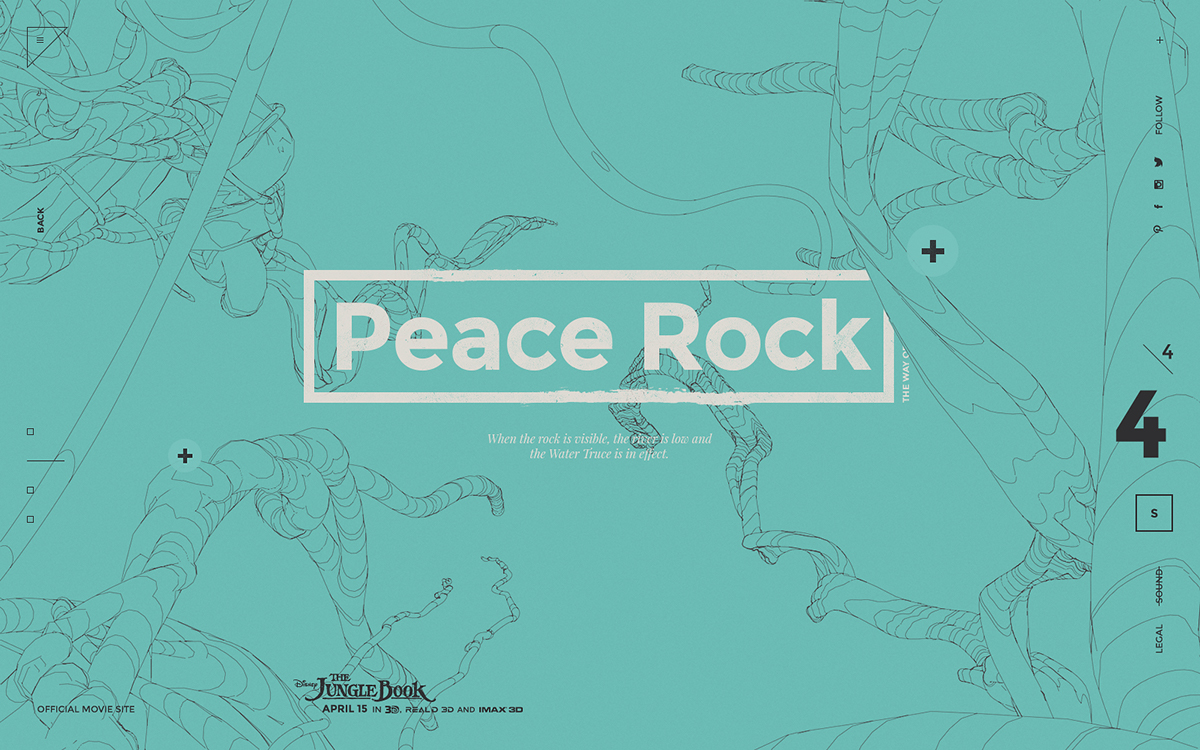 BACK
FOLLOW
Peace Rock
THE WAY
When the rock is visible, the river is low and
the Water Truce is in effect.
4
4
S
SOUND
LEGAL
Disney
THE
JUNGLE BOOK
APRIL 15 IN 3D, REALD 3D AND IMAX 3D
OFFICIAL MOVIE SITE